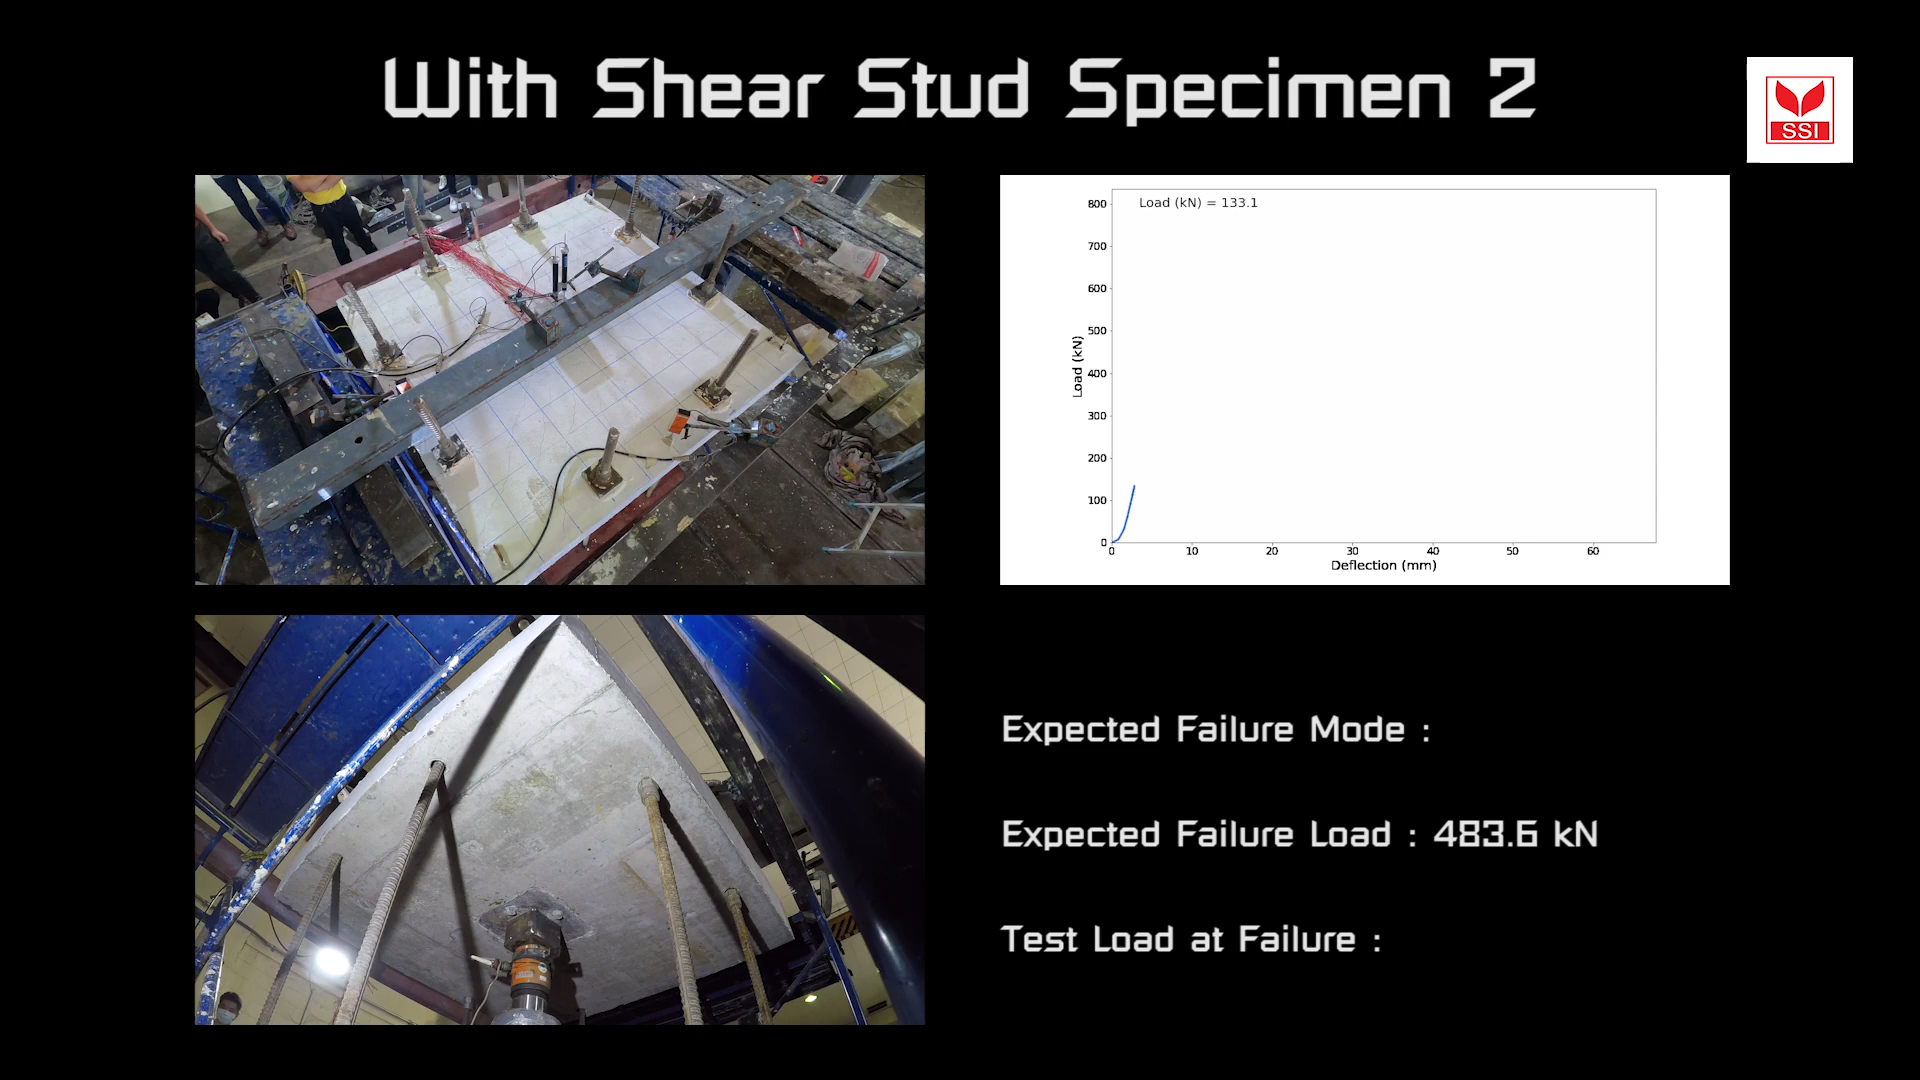 With Shear Stud Specimen 2
SSI
Load (kN) = 133.1
800
700
600
500
400
300
200
100
0
Load (kN)
0 10 20 30 40 50 60
Deflection (mm)
Expected Failure Mode :
Expected Failure Load : 483.6 kN
Test Load at Failure :